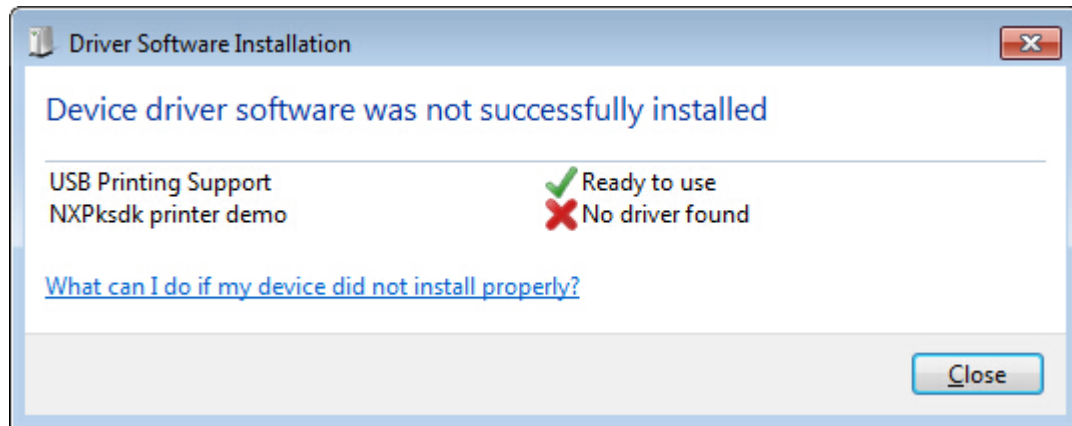 Driver Software Installation
Device driver software was not successfully installed
USB Printing Support Ready to use
NXPksdk printer demo No driver found
What can I do if my device did not install properly?
Close